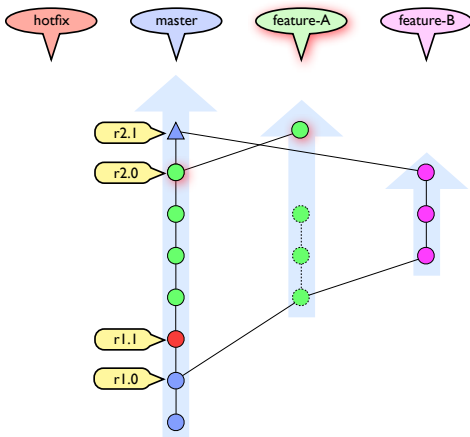 hotfix
master
feature-A
feature-B
r2.1
r2.0
r1.1
r1.0